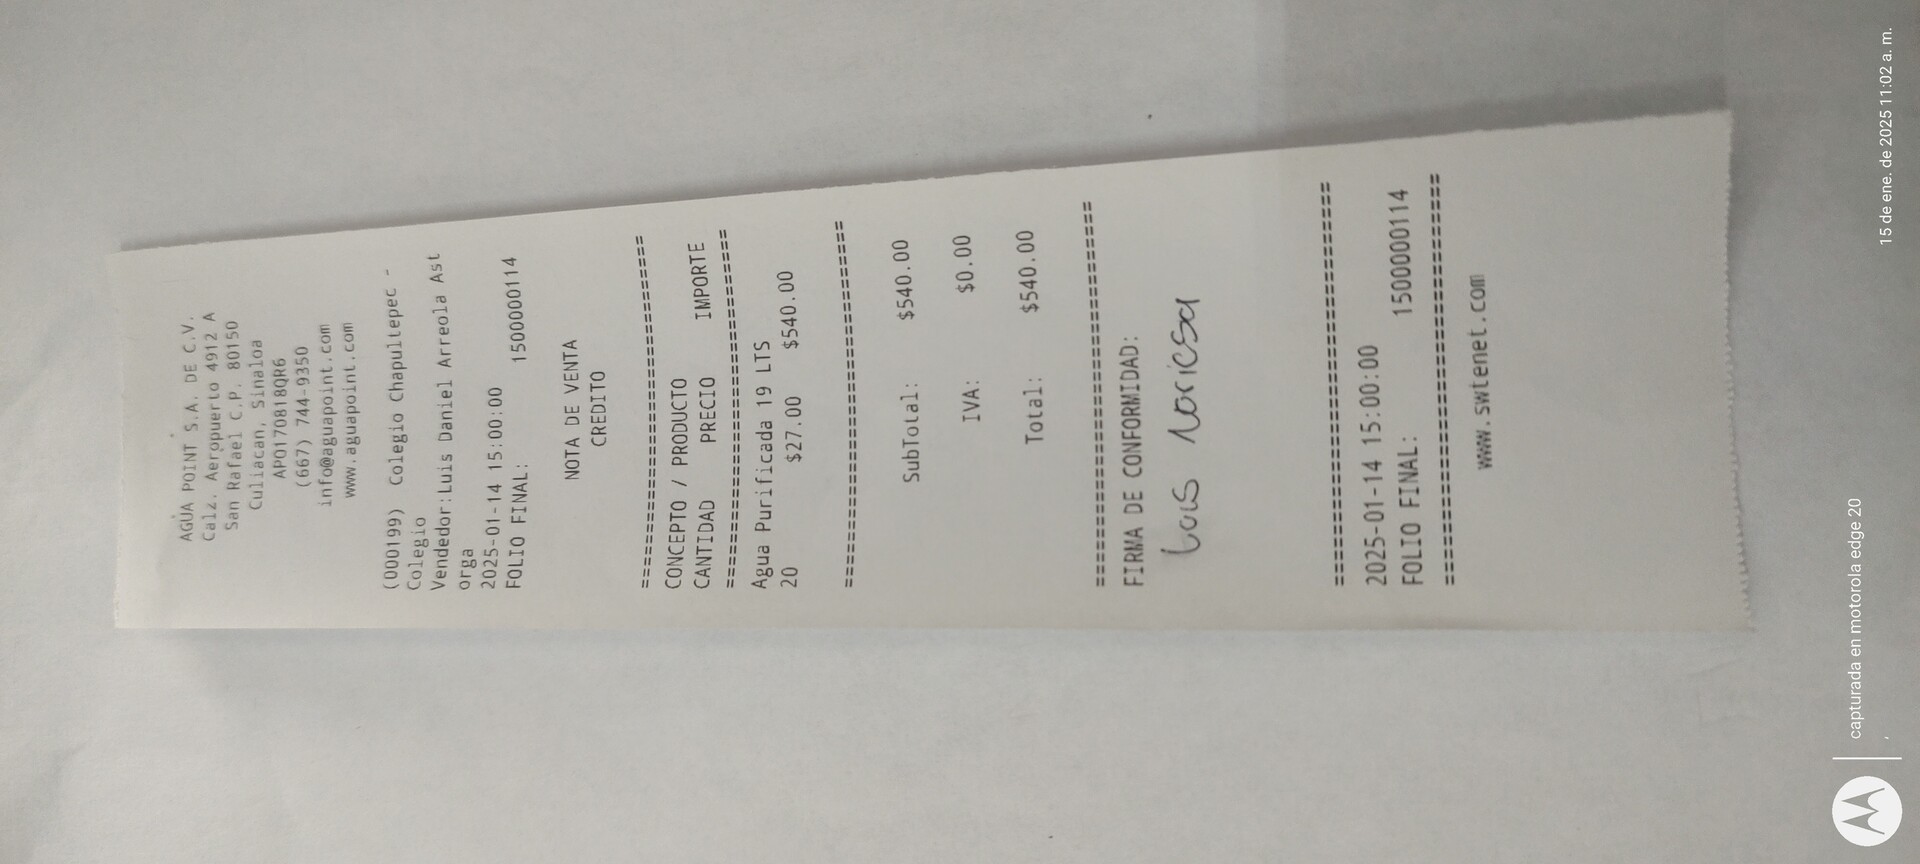 AGUA POINT S.A. DE C.V.
Calz. Aeropuerto 4912 A
San Rafael C.P. 80150
Culiacan, Sinaloa
APO170818QR6
(667) 744-9350
info@aguapoint.com
www.aguapoint.com
(000199) Colegio Chapultepec -
Colegio
Vendedor:Luis Daniel Arreola Ast
orga
2025-01-14 15:00:00
FOLIO FINAL: 1500000114
NOTA DE VENTA
CREDITO
================================
CONCEPTO / PRODUCTO
CANTIDAD PRECIO IMPORTE
================================
Agua Purificada 19 LTS
20 $27.00 $540.00
================================
SubTotal: $540.00
IVA: $0.00
Total: $540.00
================================
FIRMA DE CONFORMIDAD:
Luis Noriega
================================
2025-01-14 15:00:00
FOLIO FINAL: 1500000114
================================
www.swtenet.com
capturada en motorola edge 20
15 de ene. de 2025 11:02 a. m.